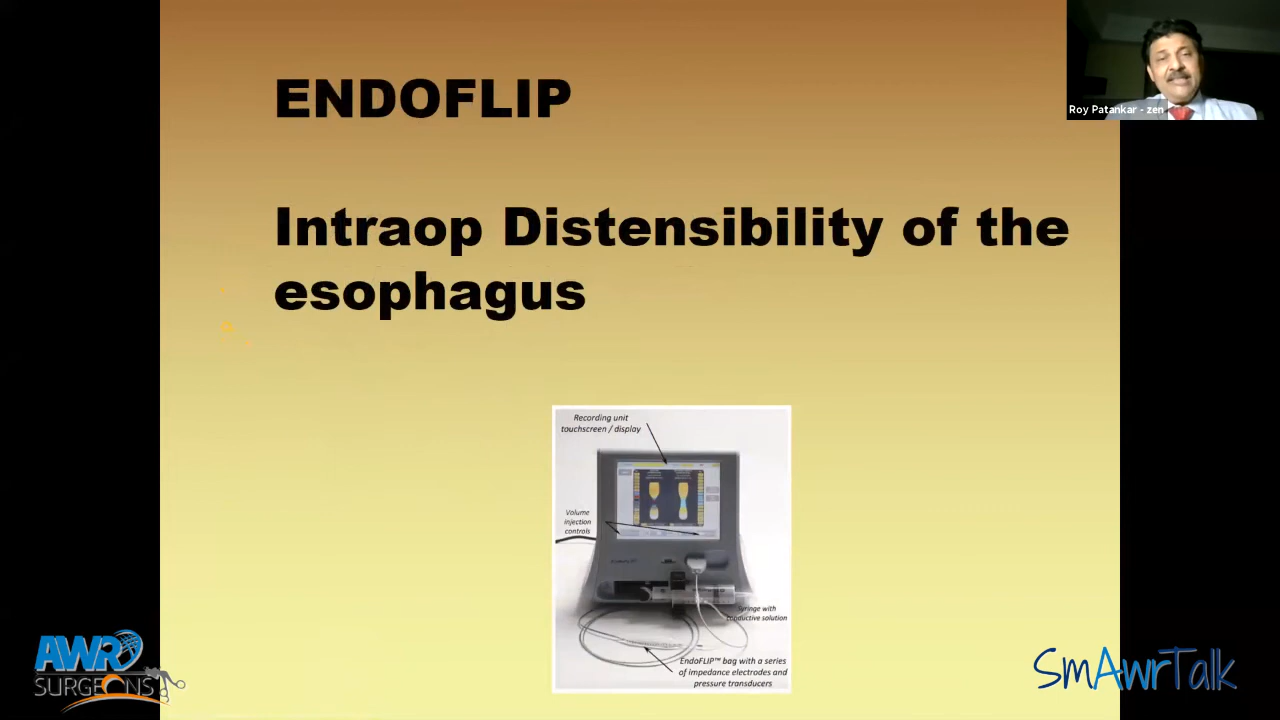 ENDOFLIP
Roy Patankar - zen
Intraop Distensibility of the
esophagus
Recording unit
touchscreen / display
Volume
injection
controls
Syringe with
conductive solution
EndoFLIP™ bag with a series
of impedance electrodes and
pressure transducers
AWR
SURGEONS
SmAwrTalk